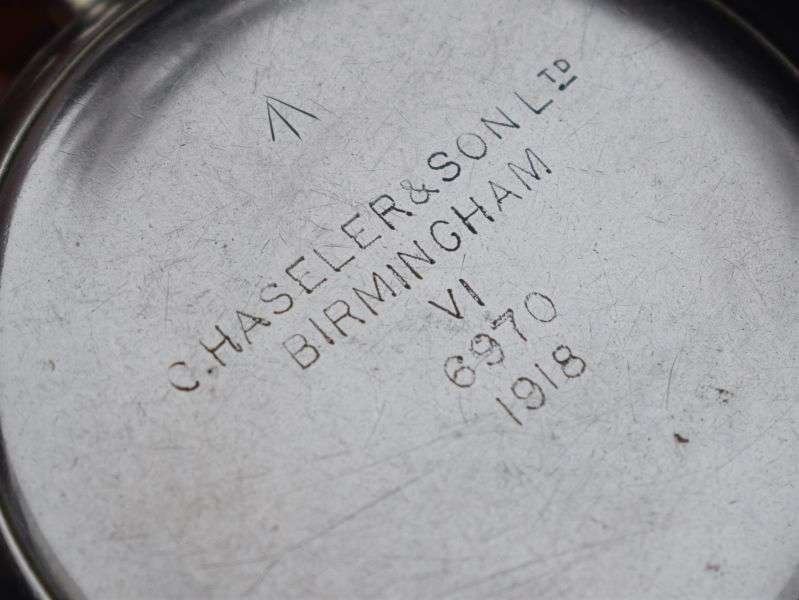 C. HASELER & SON LTD
BIRMINGHAM
VI
6970
1918